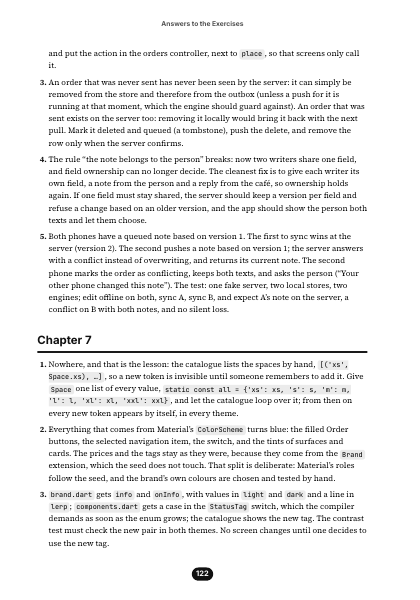 Answers to the Exercises
and put the action in the orders controller, next to place, so that screens only call
it.
3. An order that was never sent has never been seen by the server: it can simply be
removed from the store and therefore from the outbox (unless a push for it is
running at that moment, which the engine should guard against). An order that was
sent exists on the server too: removing it locally would bring it back with the next
pull. Mark it deleted and queued (a tombstone), push the delete, and remove the
row only when the server confirms.
4. The rule “the note belongs to the person” breaks: now two writers share one field,
and field ownership can no longer decide. The cleanest fix is to give each writer its
own field, a note from the person and a reply from the café, so ownership holds
again. If one field must stay shared, the server should keep a version per field and
refuse a change based on an older version, and the app should show the person both
texts and let them choose.
5. Both phones have a queued note based on version 1. The first to sync wins at the
server (version 2). The second pushes a note based on version 1; the server answers
with a conflict instead of overwriting, and returns its current note. The second
phone marks the order as conflicting, keeps both texts, and asks the person (“Your
other phone changed this note”). The test: one fake server, two local stores, two
engines; edit offline on both, sync A, sync B, and expect A’s note on the server, a
conflict on B with both notes, and no silent loss.
Chapter 7
1. Nowhere, and that is the lesson: the catalogue lists the spaces by hand, [('xs',
Space.xs), …], so a new token is invisible until someone remembers to add it. Give
Space one list of every value, static const all = {'xs': xs, 's': s, 'm': m,
'l': l, 'xl': xl, 'xxl': xxl}, and let the catalogue loop over it; from then on
every new token appears by itself, in every theme.
2. Everything that comes from Material’s ColorScheme turns blue: the filled Order
buttons, the selected navigation item, the switch, and the tints of surfaces and
cards. The prices and the tags stay as they were, because they come from the Brand
extension, which the seed does not touch. That split is deliberate: Material’s roles
follow the seed, and the brand’s own colours are chosen and tested by hand.
3. brand.dart gets info and onInfo, with values in light and dark and a line in
lerp; components.dart gets a case in the StatusTag switch, which the compiler
demands as soon as the enum grows; the catalogue shows the new tag. The contrast
test must check the new pair in both themes. No screen changes until one decides to
use the new tag.
122